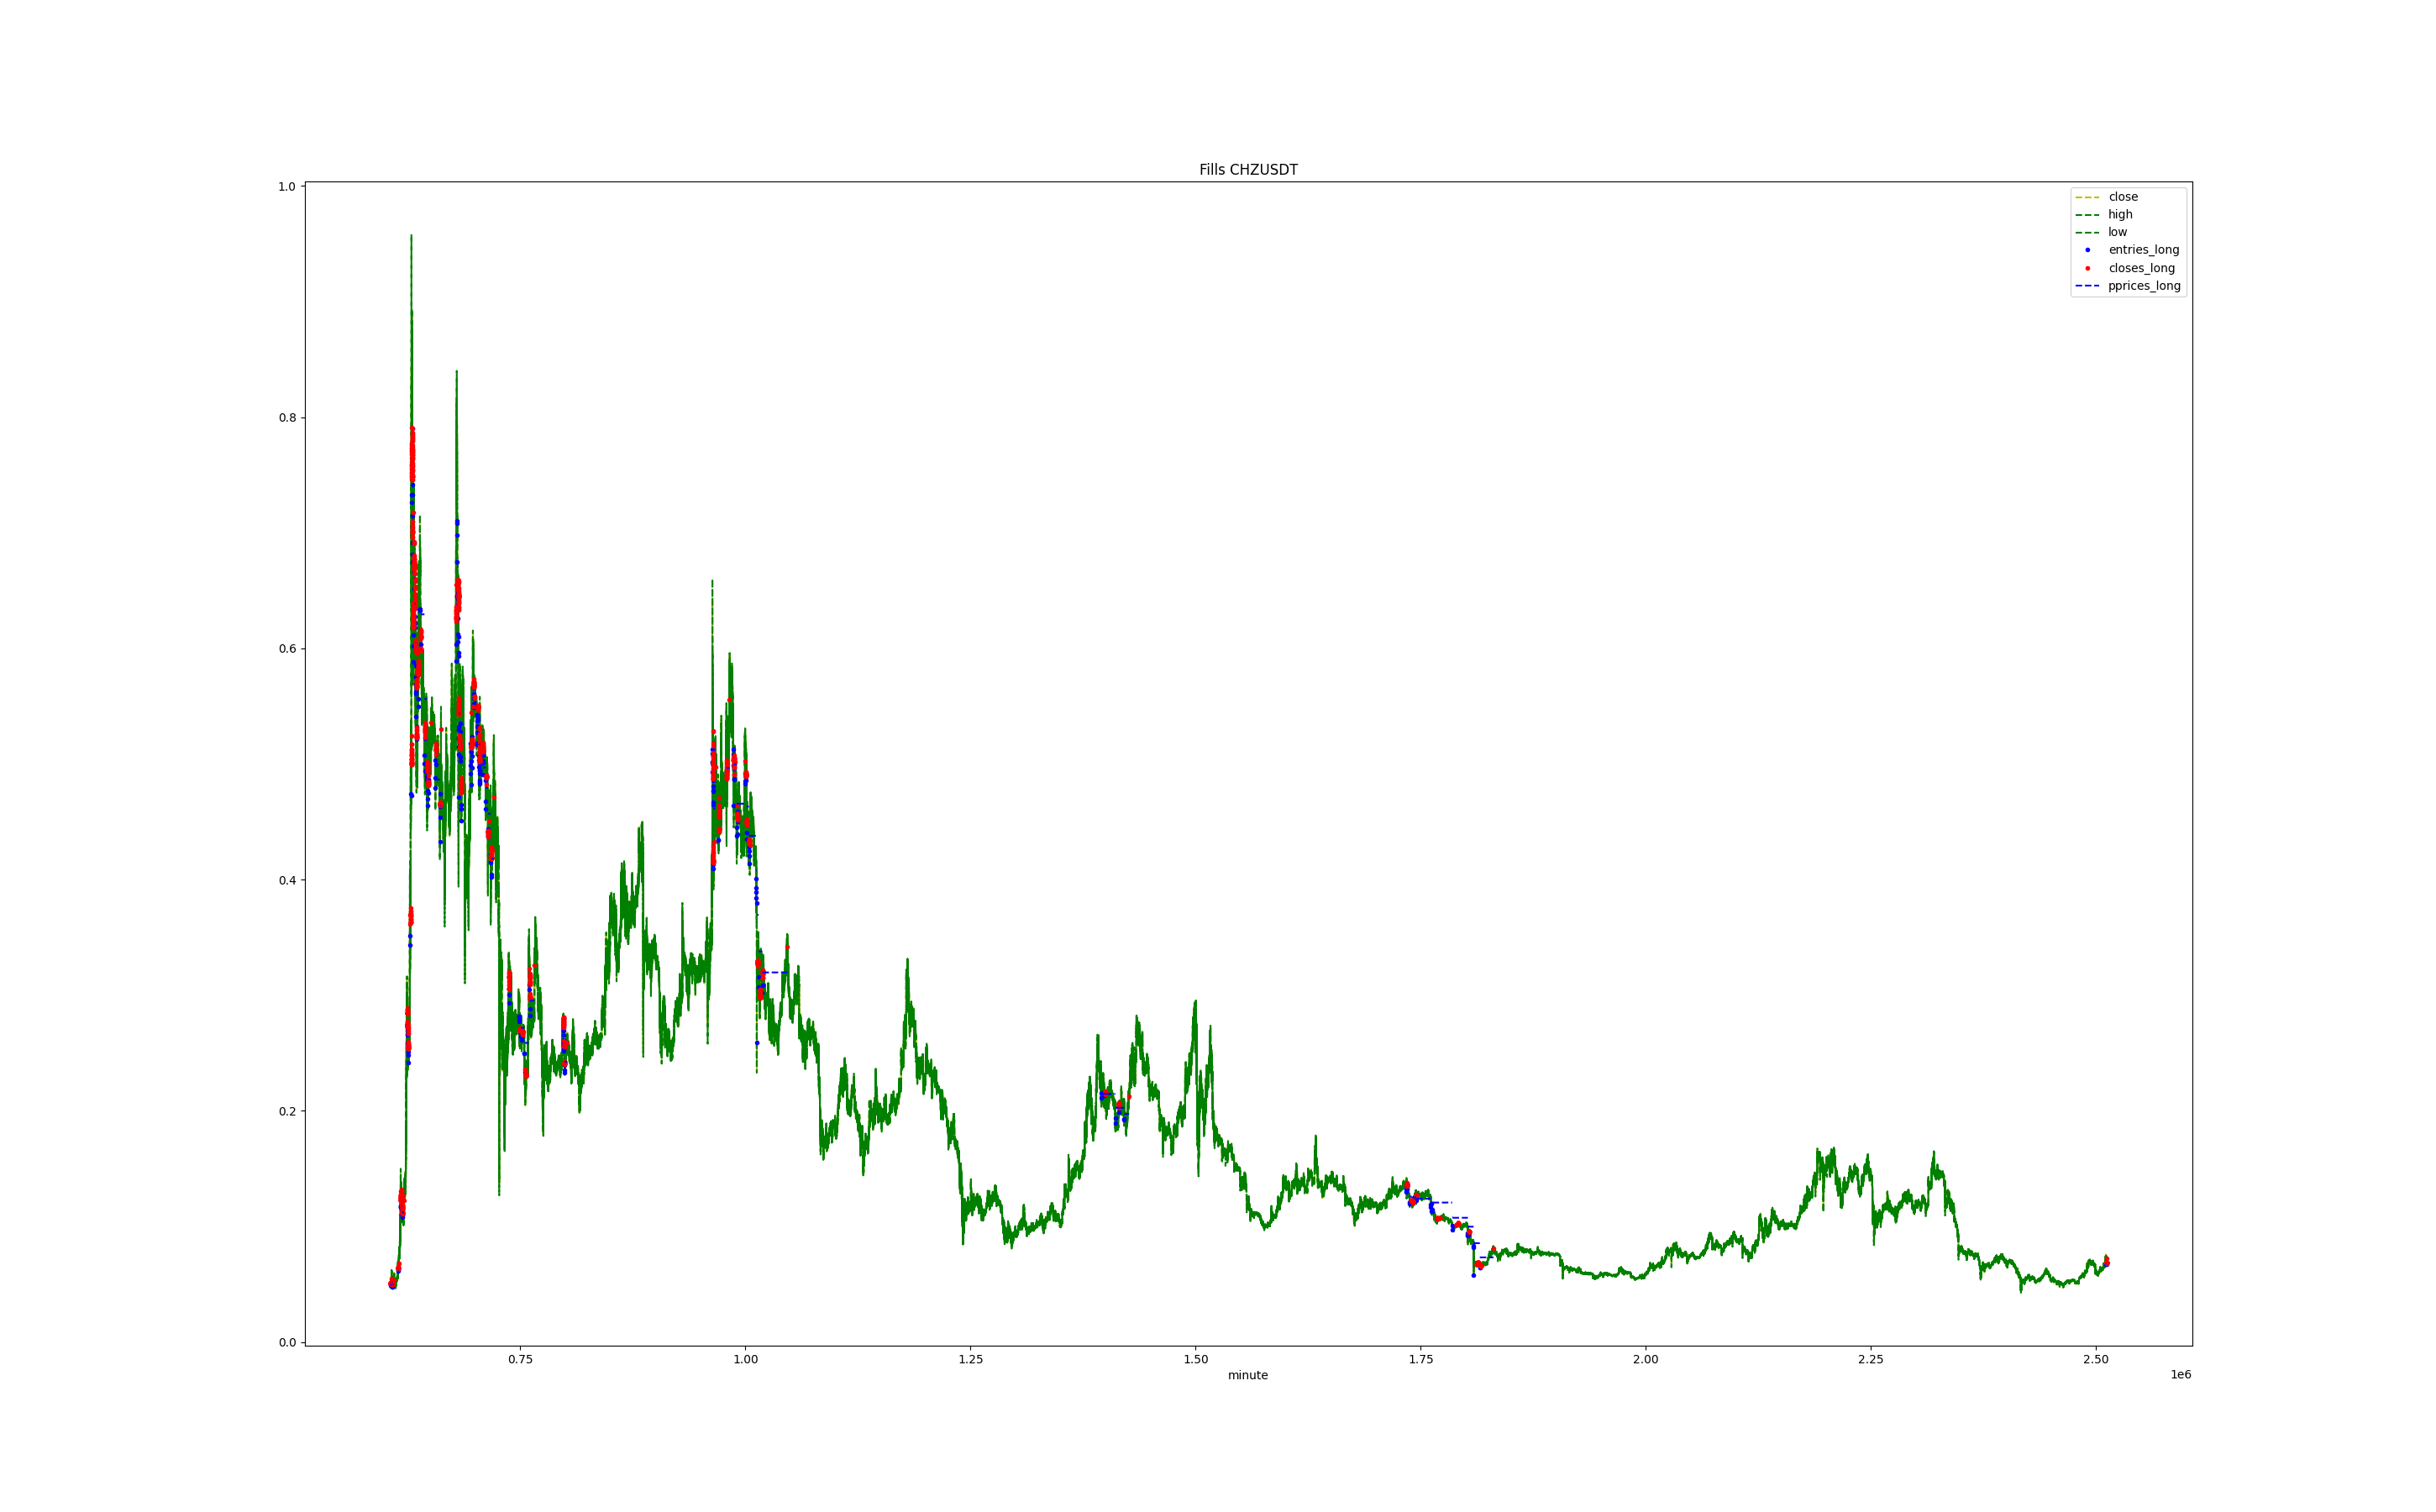 Fills CHZUSDT
1.0
0.8
0.6
0.4
0.2
0.0
close
high
low
entries_long
closes_long
pprices_long
0.75
1.00
1.25
1.50
1.75
2.00
2.25
2.50
minute
1e6